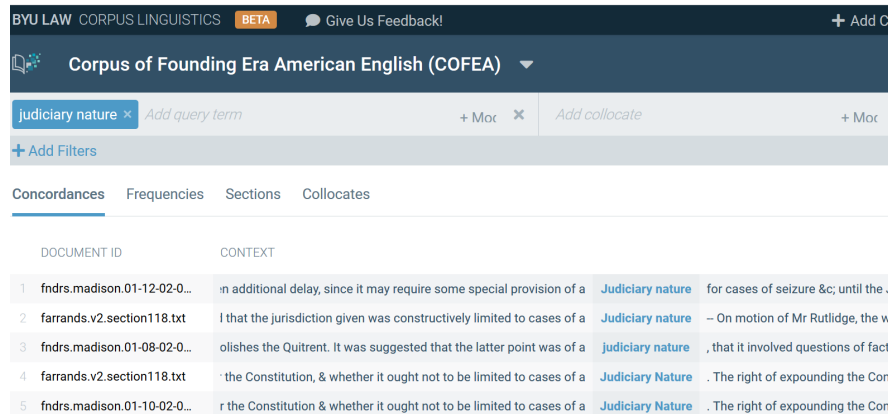 BYU LAW CORPUS LINGUISTICS BETA Give Us Feedback! + Add C
Corpus of Founding Era American English (COFEA)
judiciary nature × Add query term + Moc × Add collocate + Moc
+ Add Filters
Concordances Frequencies Sections Collocates
DOCUMENT ID CONTEXT
1 fndrs.madison.01-12-02-0... n additional delay, since it may require some special provision of a Judiciary nature for cases of seizure &c; until the
2 farrands.v2.section118.txt that the jurisdiction given was constructively limited to cases of a Judiciary nature -- On motion of Mr Rutlidge, the w
3 fndrs.madison.01-08-02-0... olishes the Quitrent. It was suggested that the latter point was of a judiciary nature , that it involved questions of fact
4 farrands.v2.section118.txt the Constitution, & whether it ought not to be limited to cases of a Judiciary Nature . The right of expounding the Con
5 fndrs.madison.01-10-02-0... r the Constitution & whether it ought not to be limited to cases of a Judiciary Nature . The right of expounding the Con